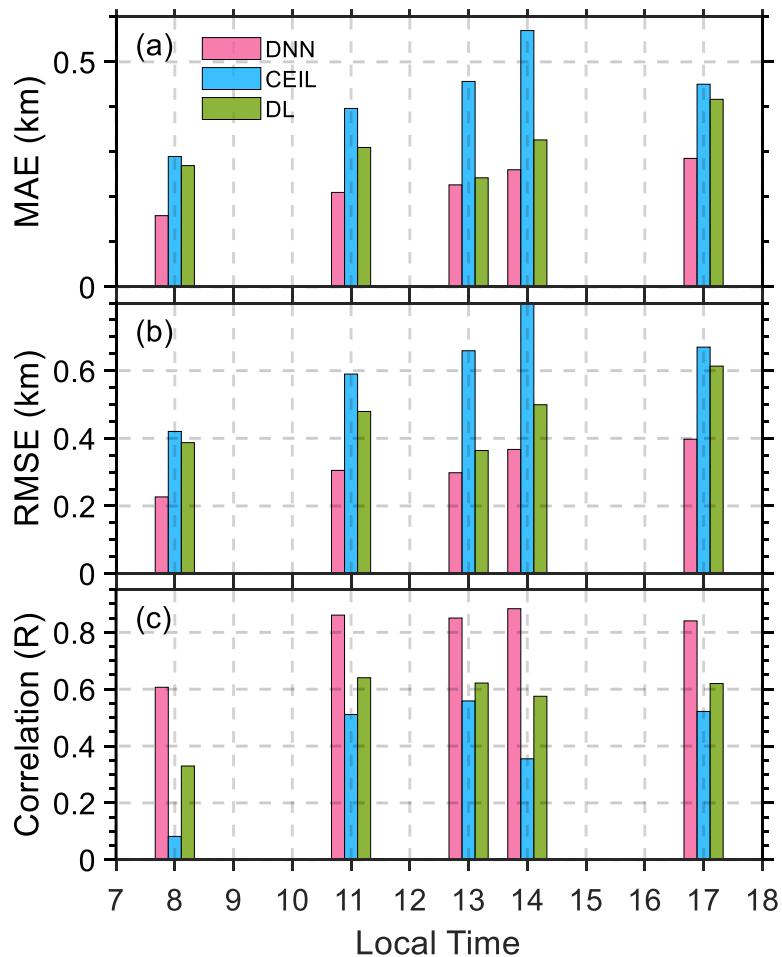 (a)
DNN
CEIL
DL
MAE (km)
0.5
0
(b)
RMSE (km)
0.6
0.4
0.2
0
(c)
Correlation (R)
0.8
0.6
0.4
0.2
0
7 8 9 10 11 12 13 14 15 16 17 18
Local Time